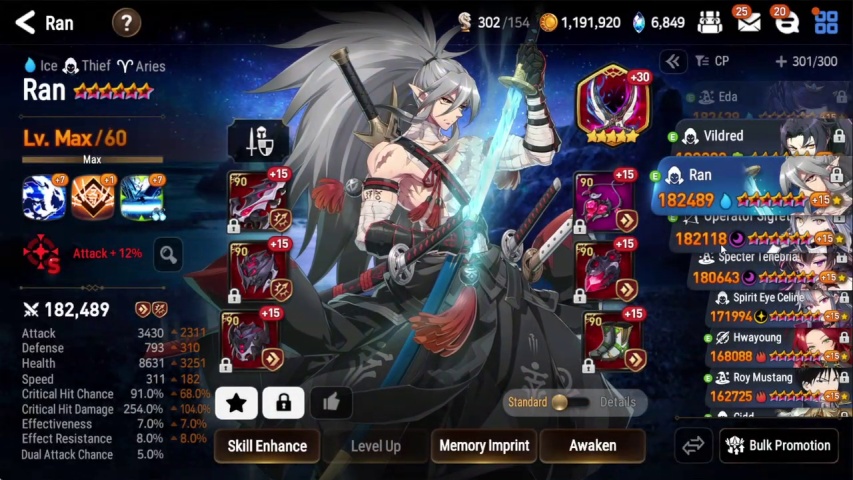 Ran
?
302/154
1,191,920
6,849
25
20
Ice Thief Aries
Ran
Lv. Max/60
Max
+7
+1
+7
S Attack + 12%
182,489
Attack 3430 2311
Defense 793 310
Health 8631 3251
Speed 311 182
Critical Hit Chance 91.0% 68.0%
Critical Hit Damage 254.0% 104.0%
Effectiveness 7.0% 7.0%
Effect Resistance 8.0% 8.0%
Dual Attack Chance 5.0%
90 +15
90 +15
90 +15
+30
90 +15
90 +15
90 +15
Standard Details
Skill Enhance
Level Up
Memory Imprint
Awaken
CP
301/300
Eda
Vildred
Ran
182489 +15
182118 +15
Specter Tenebria
180643 +15
Spirit Eye Celine
171994 +15
Hwayoung
168088 +15
Roy Mustang
162725 +15
Bulk Promotion